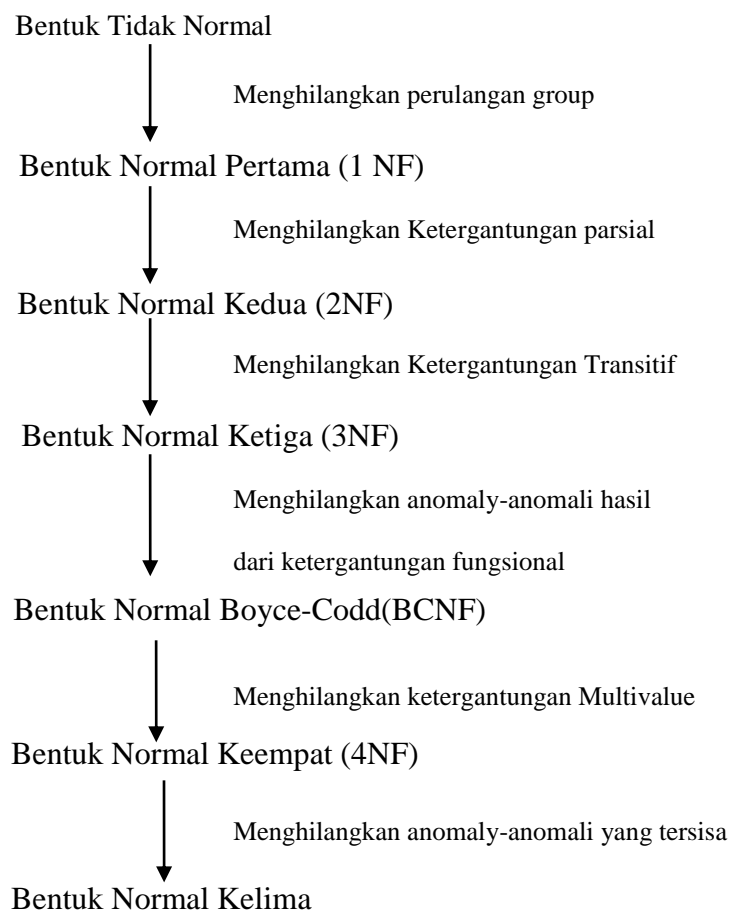 Bentuk Tidak Normal
Menghilangkan perulangan group
Bentuk Normal Pertama (1 NF)
Menghilangkan Ketergantungan parsial
Bentuk Normal Kedua (2NF)
Menghilangkan Ketergantungan Transitif
Bentuk Normal Ketiga (3NF)
Menghilangkan anomaly-anomali hasil
dari ketergantungan fungsional
Bentuk Normal Boyce-Codd(BCNF)
Menghilangkan ketergantungan Multivalue
Bentuk Normal Keempat (4NF)
Menghilangkan anomaly-anomali yang tersisa
Bentuk Normal Kelima